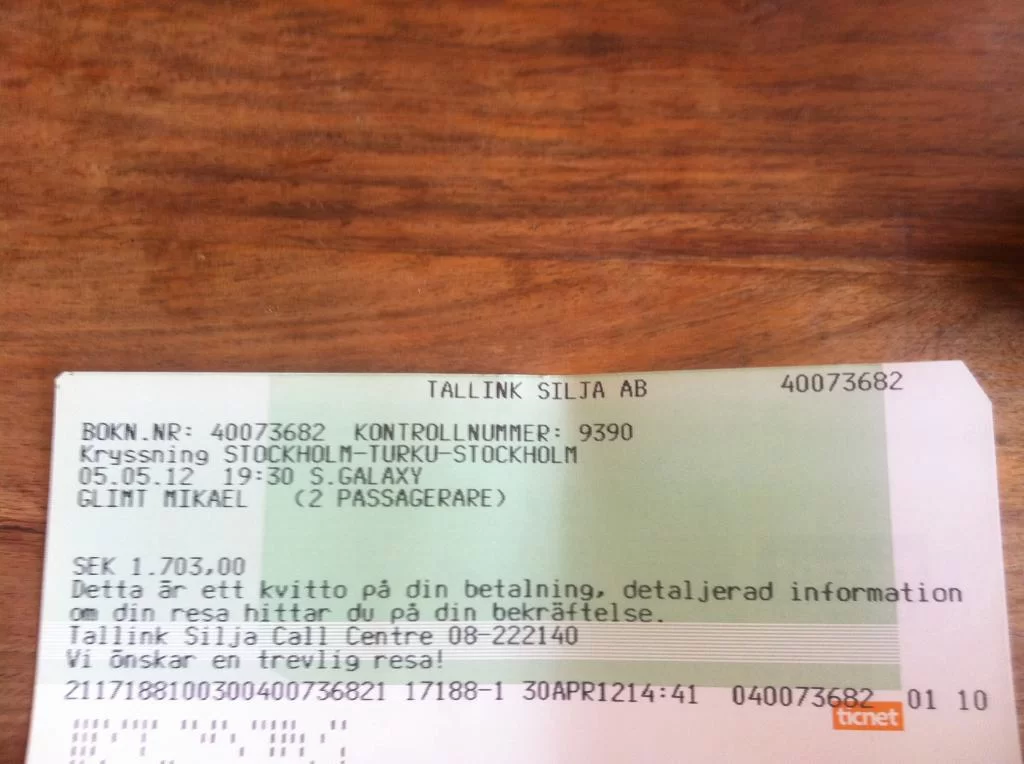 TALLINK SILJA AB 40073682
BOKN.NR: 40073682 KONTROLLNUMMER: 9390
Kryssning STOCKHOLM-TURKU-STOCKHOLM
05.05.12 19:30 S.GALAXY
GLIMT MIKAEL (2 PASSAGERARE)
SEK 1.703,00
Detta är ett kvitto på din betalning, detaljerad information
om din resa hittar du på din bekräftelse.
Tallink Silja Call Centre 08-222140
Vi önskar en trevlig resa!
2117188100300400736821 17188-1 30APR1214:41 040073682 01 10
ticnet